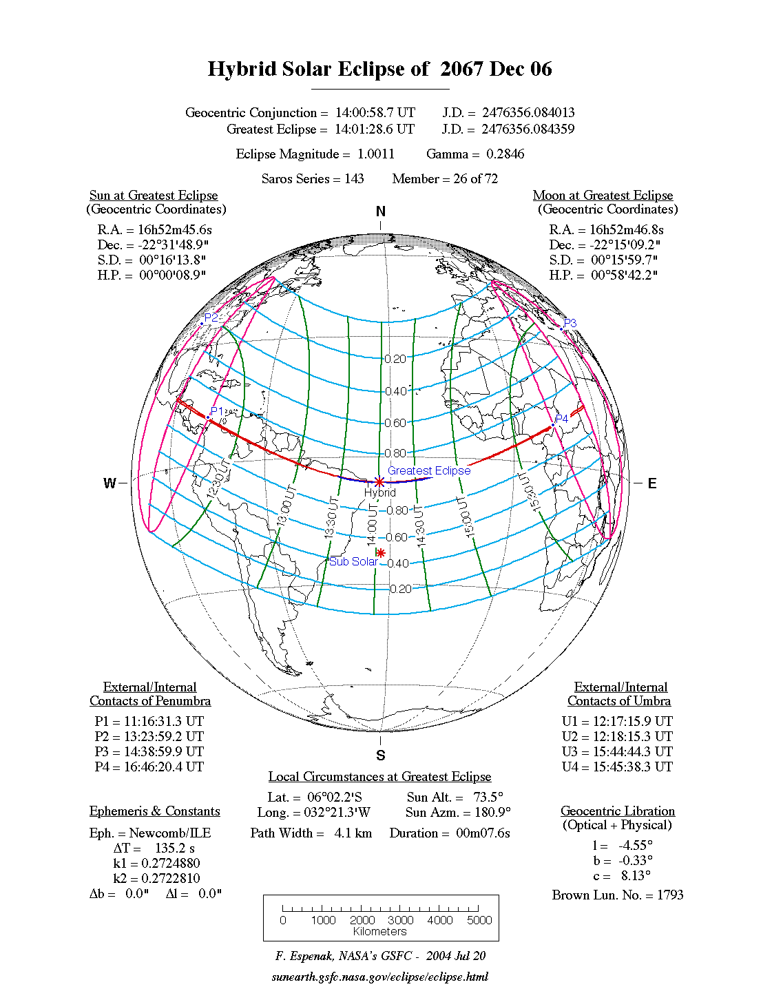 Hybrid Solar Eclipse of 2067 Dec 06
Geocentric Conjunction = 14:00:58.7 UT J.D. = 2476356.084013
Greatest Eclipse = 14:01:28.6 UT J.D. = 2476356.084359
Eclipse Magnitude = 1.0011 Gamma = 0.2846
Saros Series = 143 Member = 26 of 72
Sun at Greatest Eclipse
(Geocentric Coordinates)
R.A. = 16h52m45.6s
Dec. = -22°31'48.9"
S.D. = 00°16'13.8"
H.P. = 00°00'08.9"
Moon at Greatest Eclipse
(Geocentric Coordinates)
R.A. = 16h52m46.8s
Dec. = -22°15'09.2"
S.D. = 00°15'59.7"
H.P. = 00°58'42.2"
N
P2
P3
0.20
0.40
0.60
P1
P4
0.80
Greatest Eclipse
W
E
Hybrid
12:30 UT
13:00 UT
13:30 UT
14:00 UT
14:30 UT
15:00 UT
15:30 UT
0.80
0.60
Sub Solar
0.40
0.20
S
External/Internal
Contacts of Penumbra
P1 = 11:16:31.3 UT
P2 = 13:23:59.2 UT
P3 = 14:38:59.9 UT
P4 = 16:46:20.4 UT
External/Internal
Contacts of Umbra
U1 = 12:17:15.9 UT
U2 = 12:18:15.3 UT
U3 = 15:44:44.3 UT
U4 = 15:45:38.3 UT
Local Circumstances at Greatest Eclipse
Lat. = 06°02.2'S Sun Alt. = 73.5°
Long. = 032°21.3'W Sun Azm. = 180.9°
Path Width = 4.1 km Duration = 00m07.6s
Ephemeris & Constants
Eph. = Newcomb/ILE
ΔT = 135.2 s
k1 = 0.2724880
k2 = 0.2722810
Δb = 0.0" Δl = 0.0"
Geocentric Libration
(Optical + Physical)
l = -4.55°
b = -0.33°
c = 8.13°
Brown Lun. No. = 1793
0 1000 2000 3000 4000 5000
Kilometers
F. Espenak, NASA's GSFC - 2004 Jul 20
sunearth.gsfc.nasa.gov/eclipse/eclipse.html